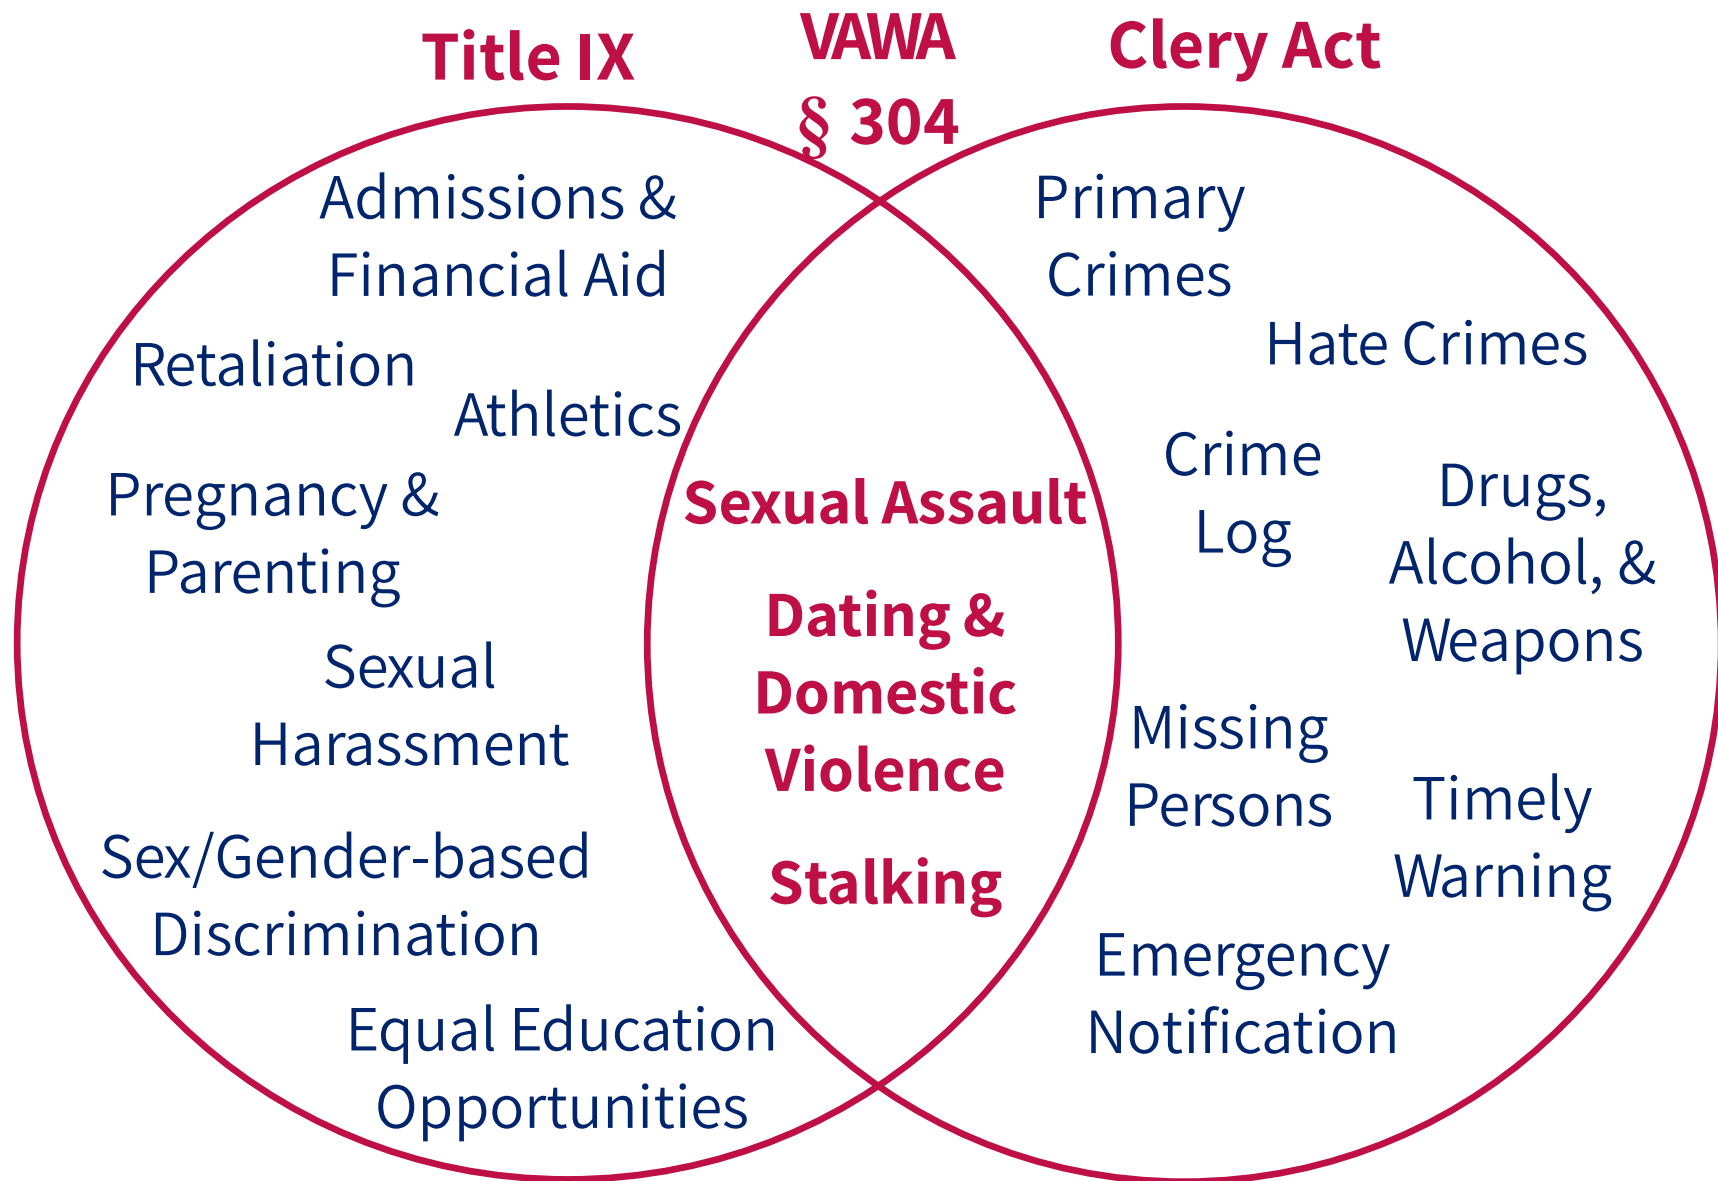 Title IX
VAWA
§ 304
Clery Act
Admissions &
Financial Aid
Retaliation
Athletics
Pregnancy &
Parenting
Sexual
Harassment
Sex/Gender-based
Discrimination
Equal Education
Opportunities
Sexual Assault
Dating &
Domestic
Violence
Stalking
Primary
Crimes
Hate Crimes
Crime
Log
Drugs,
Alcohol, &
Weapons
Missing
Persons
Timely
Warning
Emergency
Notification